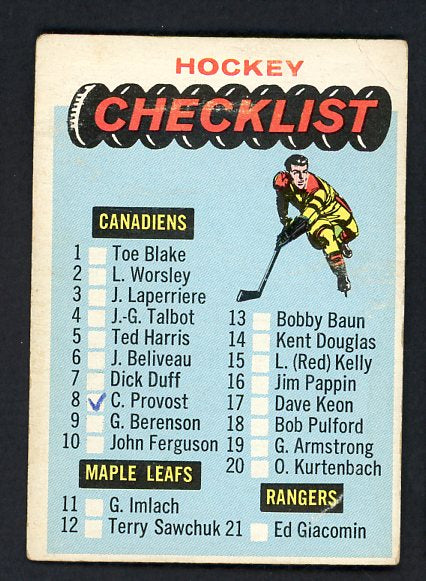 HOCKEY
CHECKLIST
CANADIENS
1 Toe Blake
2 L. Worsley
3 J. Laperriere
4 J.-G. Talbot
5 Ted Harris
6 J. Beliveau
7 Dick Duff
8 C. Provost
9 G. Berenson
10 John Ferguson
MAPLE LEAFS
11 G. Imlach
12 Terry Sawchuk
13 Bobby Baun
14 Kent Douglas
15 L. (Red) Kelly
16 Jim Pappin
17 Dave Keon
18 Bob Pulford
19 G. Armstrong
20 O. Kurtenbach
RANGERS
21 Ed Giacomin